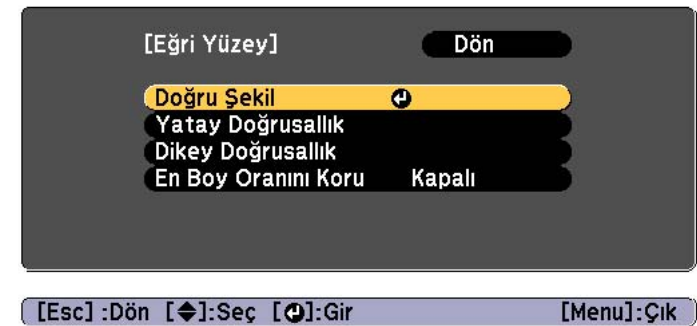 [Eğri Yüzey] Dön
Doğru Şekil
Yatay Doğrusallık
Dikey Doğrusallık
En Boy Oranını Koru Kapalı
[Esc] :Dön [◆]:Seç [⏎]:Gir [Menu]:Çık